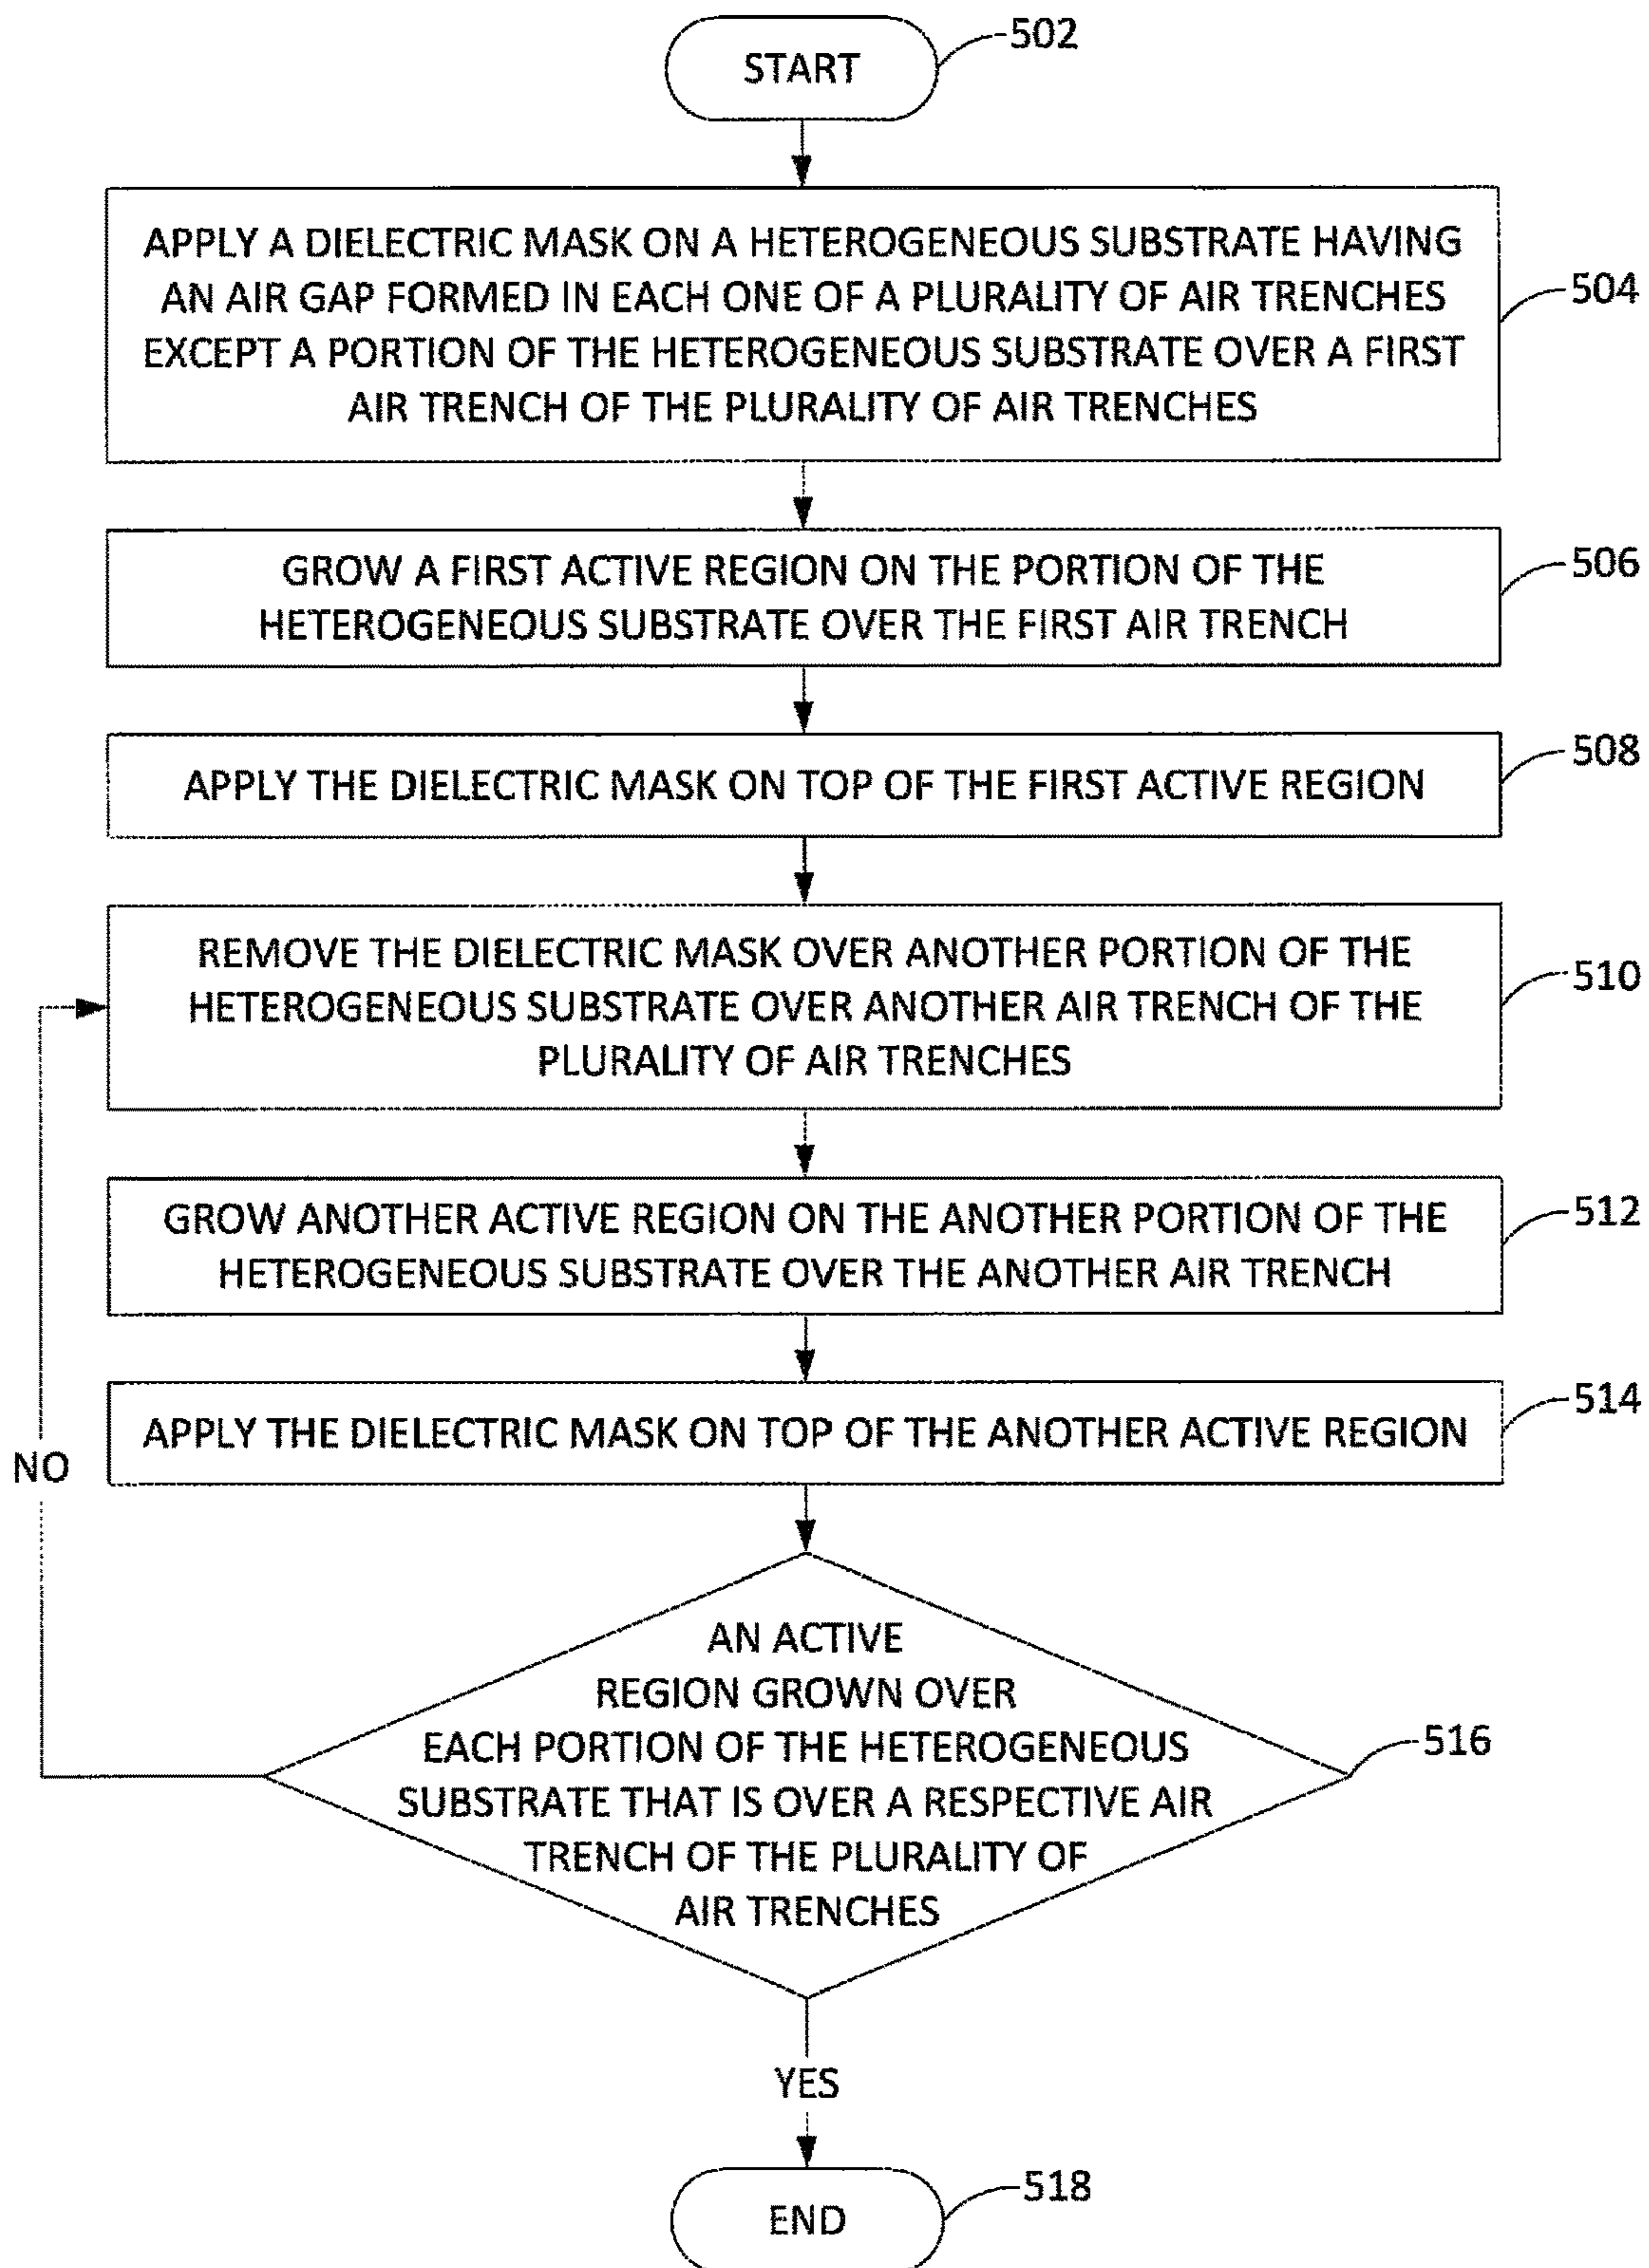 START
502
APPLY A DIELECTRIC MASK ON A HETEROGENEOUS SUBSTRATE HAVING
AN AIR GAP FORMED IN EACH ONE OF A PLURALITY OF AIR TRENCHES
EXCEPT A PORTION OF THE HETEROGENEOUS SUBSTRATE OVER A FIRST
AIR TRENCH OF THE PLURALITY OF AIR TRENCHES
504
GROW A FIRST ACTIVE REGION ON THE PORTION OF THE
HETEROGENEOUS SUBSTRATE OVER THE FIRST AIR TRENCH
506
APPLY THE DIELECTRIC MASK ON TOP OF THE FIRST ACTIVE REGION
508
REMOVE THE DIELECTRIC MASK OVER ANOTHER PORTION OF THE
HETEROGENEOUS SUBSTRATE OVER ANOTHER AIR TRENCH OF THE
PLURALITY OF AIR TRENCHES
510
GROW ANOTHER ACTIVE REGION ON THE ANOTHER PORTION OF THE
HETEROGENEOUS SUBSTRATE OVER THE ANOTHER AIR TRENCH
512
APPLY THE DIELECTRIC MASK ON TOP OF THE ANOTHER ACTIVE REGION
514
NO
AN ACTIVE
REGION GROWN OVER
EACH PORTION OF THE HETEROGENEOUS
SUBSTRATE THAT IS OVER A RESPECTIVE AIR
TRENCH OF THE PLURALITY OF
AIR TRENCHES
516
YES
END
518